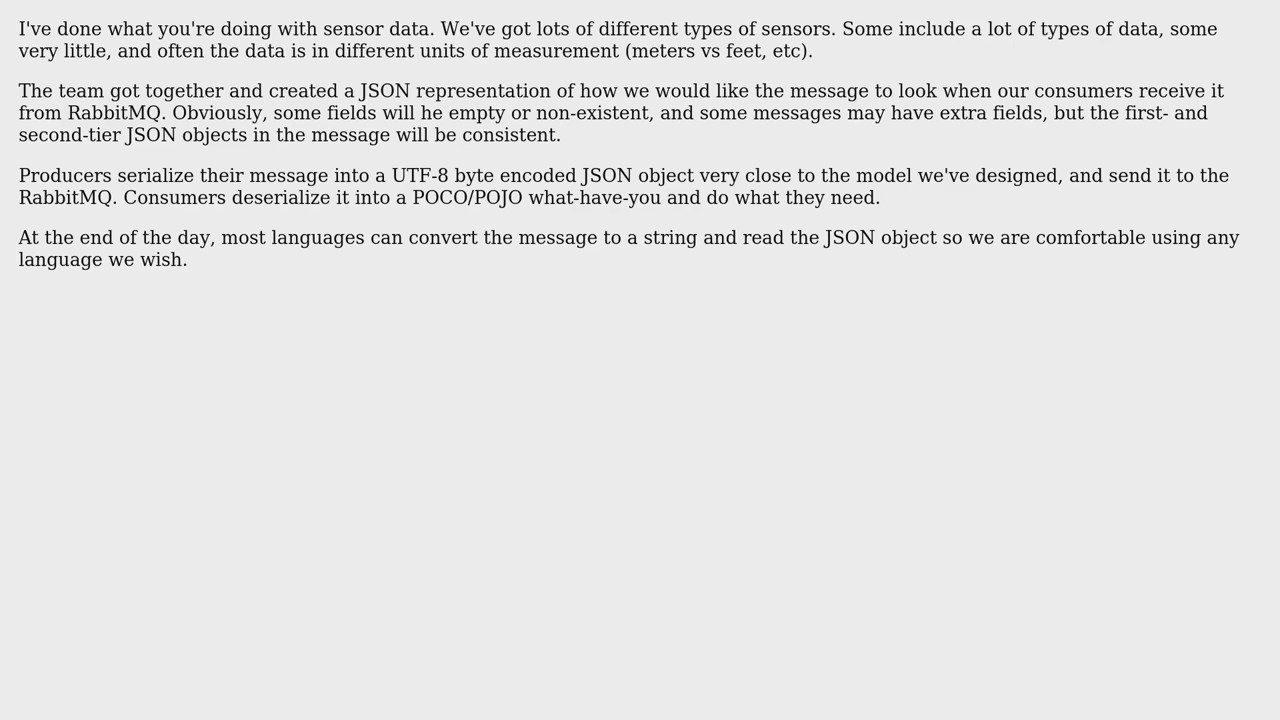 I've done what you're doing with sensor data. We've got lots of different types of sensors. Some include a lot of types of data, some
very little, and often the data is in different units of measurement (meters vs feet, etc).
The team got together and created a JSON representation of how we would like the message to look when our consumers receive it
from RabbitMQ. Obviously, some fields will he empty or non-existent, and some messages may have extra fields, but the first- and
second-tier JSON objects in the message will be consistent.
Producers serialize their message into a UTF-8 byte encoded JSON object very close to the model we've designed, and send it to the
RabbitMQ. Consumers deserialize it into a POCO/POJO what-have-you and do what they need.
At the end of the day, most languages can convert the message to a string and read the JSON object so we are comfortable using any
language we wish.